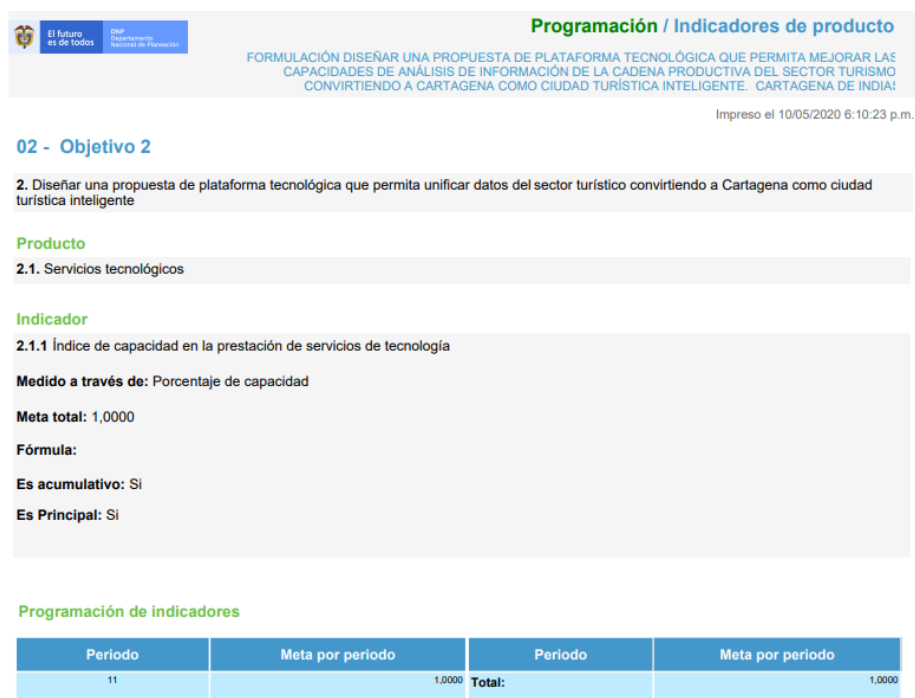 El futuro
es de todos
DNP
Departamento
Nacional de Planeación
Programación / Indicadores de producto
FORMULACIÓN DISEÑAR UNA PROPUESTA DE PLATAFORMA TECNOLÓGICA QUE PERMITA MEJORAR LAS
CAPACIDADES DE ANÁLISIS DE INFORMACIÓN DE LA CADENA PRODUCTIVA DEL SECTOR TURISMO
CONVIRTIENDO A CARTAGENA COMO CIUDAD TURÍSTICA INTELIGENTE. CARTAGENA DE INDIAS
Impreso el 10/05/2020 6:10:23 p.m.
02 - Objetivo 2
2. Diseñar una propuesta de plataforma tecnológica que permita unificar datos del sector turístico convirtiendo a Cartagena como ciudad
turística inteligente
Producto
2.1. Servicios tecnológicos
Indicador
2.1.1 Índice de capacidad en la prestación de servicios de tecnología
Medido a través de: Porcentaje de capacidad
Meta total: 1,0000
Fórmula:
Es acumulativo: Si
Es Principal: Si
Programación de indicadores
Periodo Meta por periodo Periodo Meta por periodo
11 1,0000 Total: 1,0000